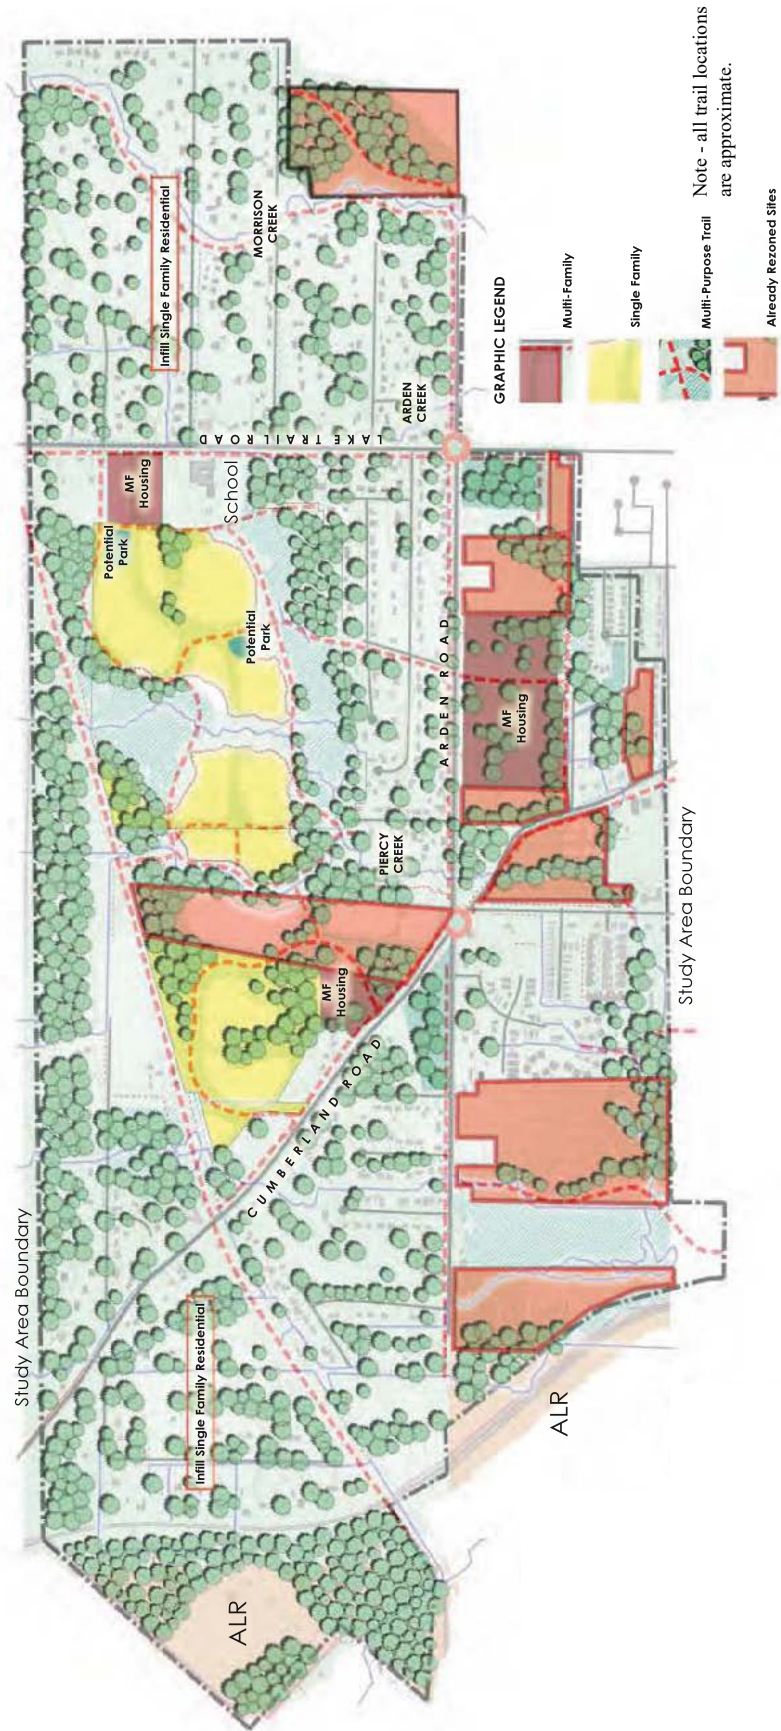 Study Area Boundary
Infill Single Family Residential
MORRISON
CREEK
ARDEN
CREEK
LAKE TRAIL ROAD
MF
Housing
School
Potential
Park
Potential
Park
ARDEN ROAD
MF
Housing
PIERCY
CREEK
MF
Housing
CUMBERLAND ROAD
Study Area Boundary
Infill Single Family Residential
ALR
ALR
GRAPHIC LEGEND
Multi-Family
Single Family
Multi-Purpose Trail
Already Rezoned Sites
Note - all trail locations
are approximate.